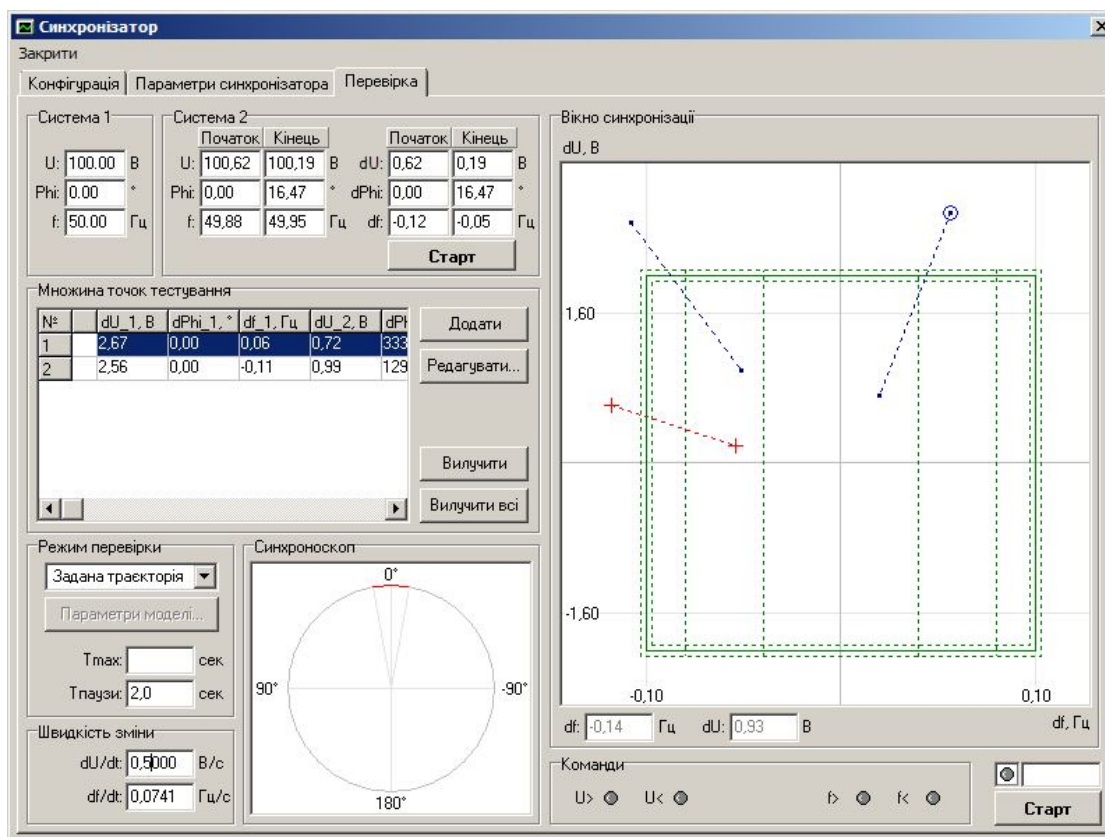 Синхронізатор
Закрити
Конфігурація Параметри синхронізатора Перевірка
Система 1
U: 100.00 В
Phi: 0.00 °
f: 50.00 Гц
Система 2
Початок Кінець Початок Кінець
U: 100,62 100,19 В dU: 0,62 0,19 В
Phi: 0,00 16,47 ° dPhi: 0,00 16,47 °
f: 49,88 49,95 Гц df: -0,12 -0,05 Гц
Старт
Множина точок тестування
№ dU_1, В dPhi_1, ° df_1, Гц dU_2, В dPh
1 2,67 0,00 0,06 0,72 333
2 2,56 0,00 -0,11 0,99 129
Додати
Редагувати...
Вилучити
Вилучити всі
Режим перевірки
Задана траєкторія
Параметри моделі...
Tmax: сек
Tпаузи: 2,0 сек
Швидкість зміни
dU/dt: 0,5000 В/с
df/dt: 0,0741 Гц/с
Синхроноскоп
0°
90° -90°
180°
Вікно синхронізації
dU, В
1,60
-1,60
-0,10 0,10
df: -0,14 Гц dU: 0,93 В df, Гц
Команди
U> U< f> f<
Старт